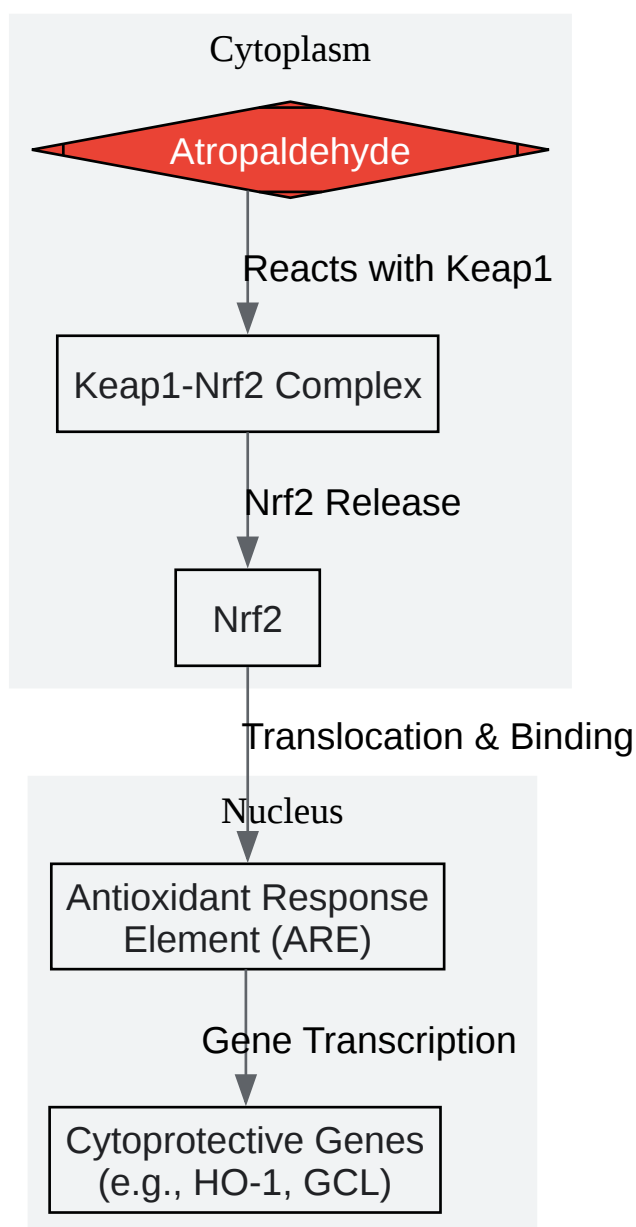 Cytoplasm
Atropaldehyde
Reacts with Keap1
Keap1-Nrf2 Complex
Nrf2 Release
Nrf2
Translocation & Binding
Nucleus
Antioxidant Response
Element (ARE)
Gene Transcription
Cytoprotective Genes
(e.g., HO-1, GCL)